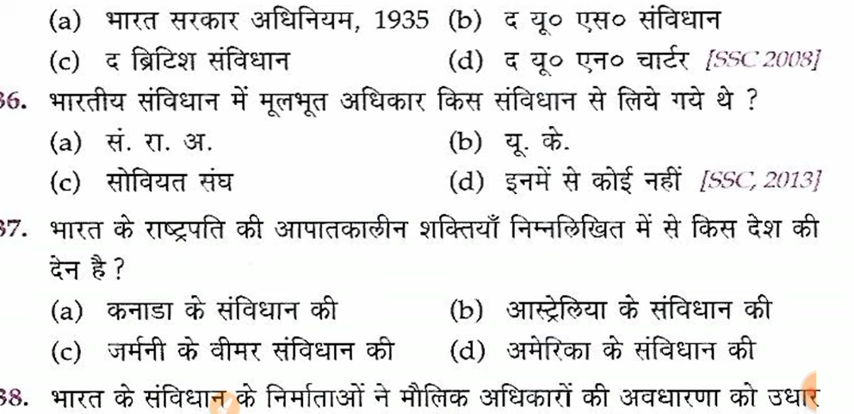 (a) भारत सरकार अधिनियम, 1935 (b) द यू० एस० संविधान
(c) द ब्रिटिश संविधान (d) द यू० एन० चार्टर [SSC 2008]
36. भारतीय संविधान में मूलभूत अधिकार किस संविधान से लिये गये थे ?
(a) सं. रा. अ. (b) यू. के.
(c) सोवियत संघ (d) इनमें से कोई नहीं [SSC, 2013]
37. भारत के राष्ट्रपति की आपातकालीन शक्तियाँ निम्नलिखित में से किस देश की
देन है ?
(a) कनाडा के संविधान की (b) आस्ट्रेलिया के संविधान की
(c) जर्मनी के वीमर संविधान की (d) अमेरिका के संविधान की
38. भारत के संविधान के निर्माताओं ने मौलिक अधिकारों की अवधारणा को उधार